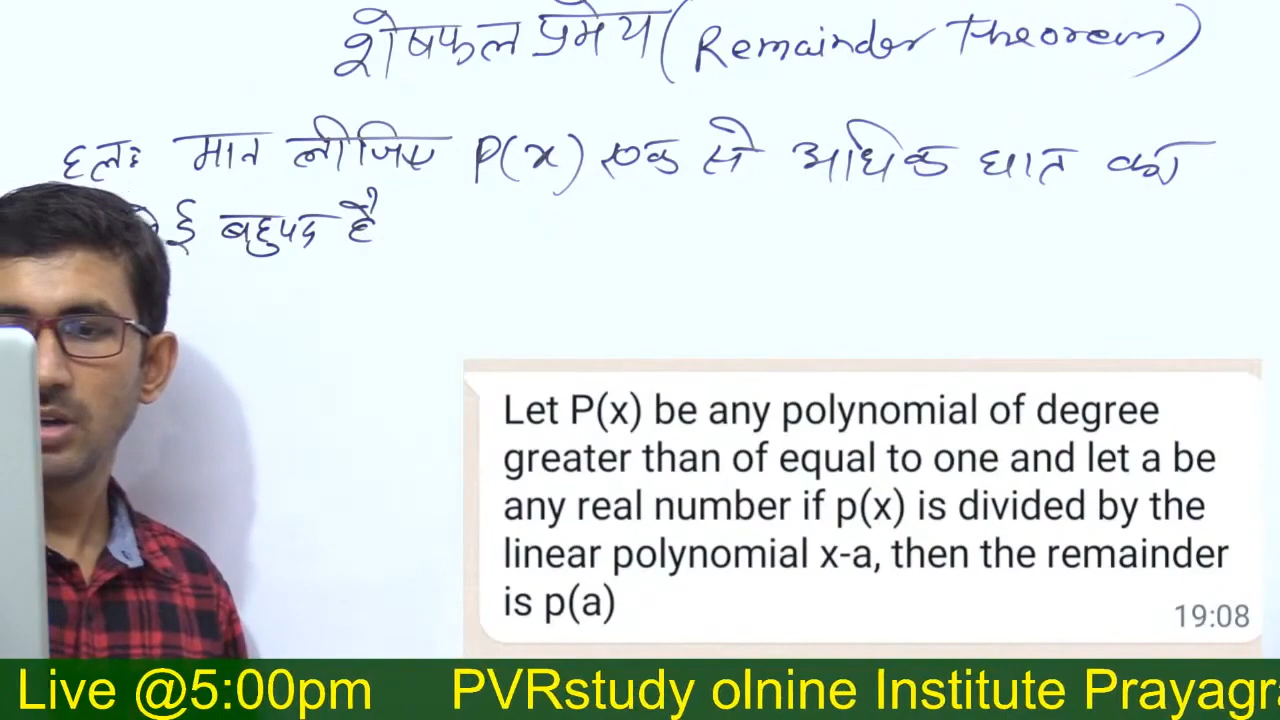 शेषफल प्रमेय (Remainder Theorem)
हलः मान लीजिए P(x) एक से अधिक घात का
ई बहुपद है
Let P(x) be any polynomial of degree
greater than of equal to one and let a be
any real number if p(x) is divided by the
linear polynomial x-a, then the remainder
is p(a)
19:08
Live @5:00pm PVRstudy olnine Institute Prayagr